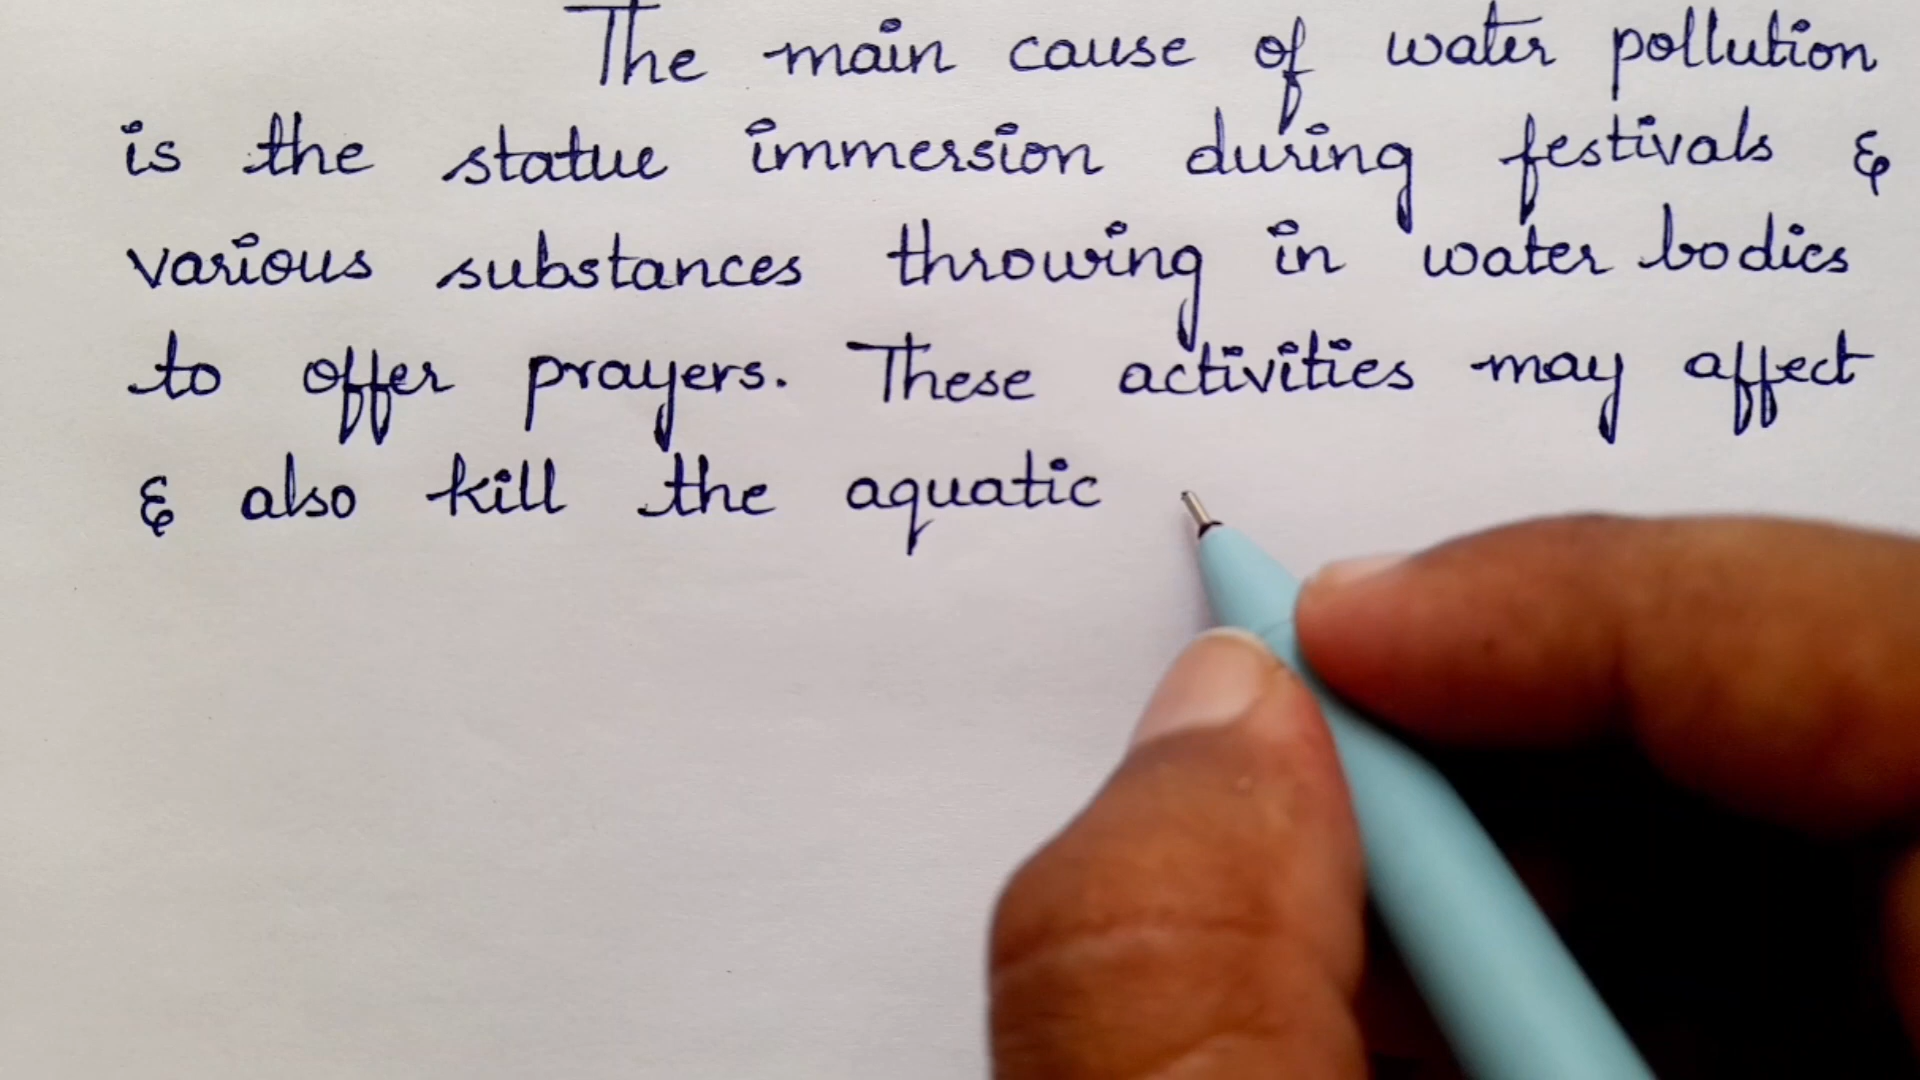 The main cause of water pollution
is the statue immersion during festivals &
various substances throwing in water bodies
to offer prayers. These activities may affect
& also kill the aquatic